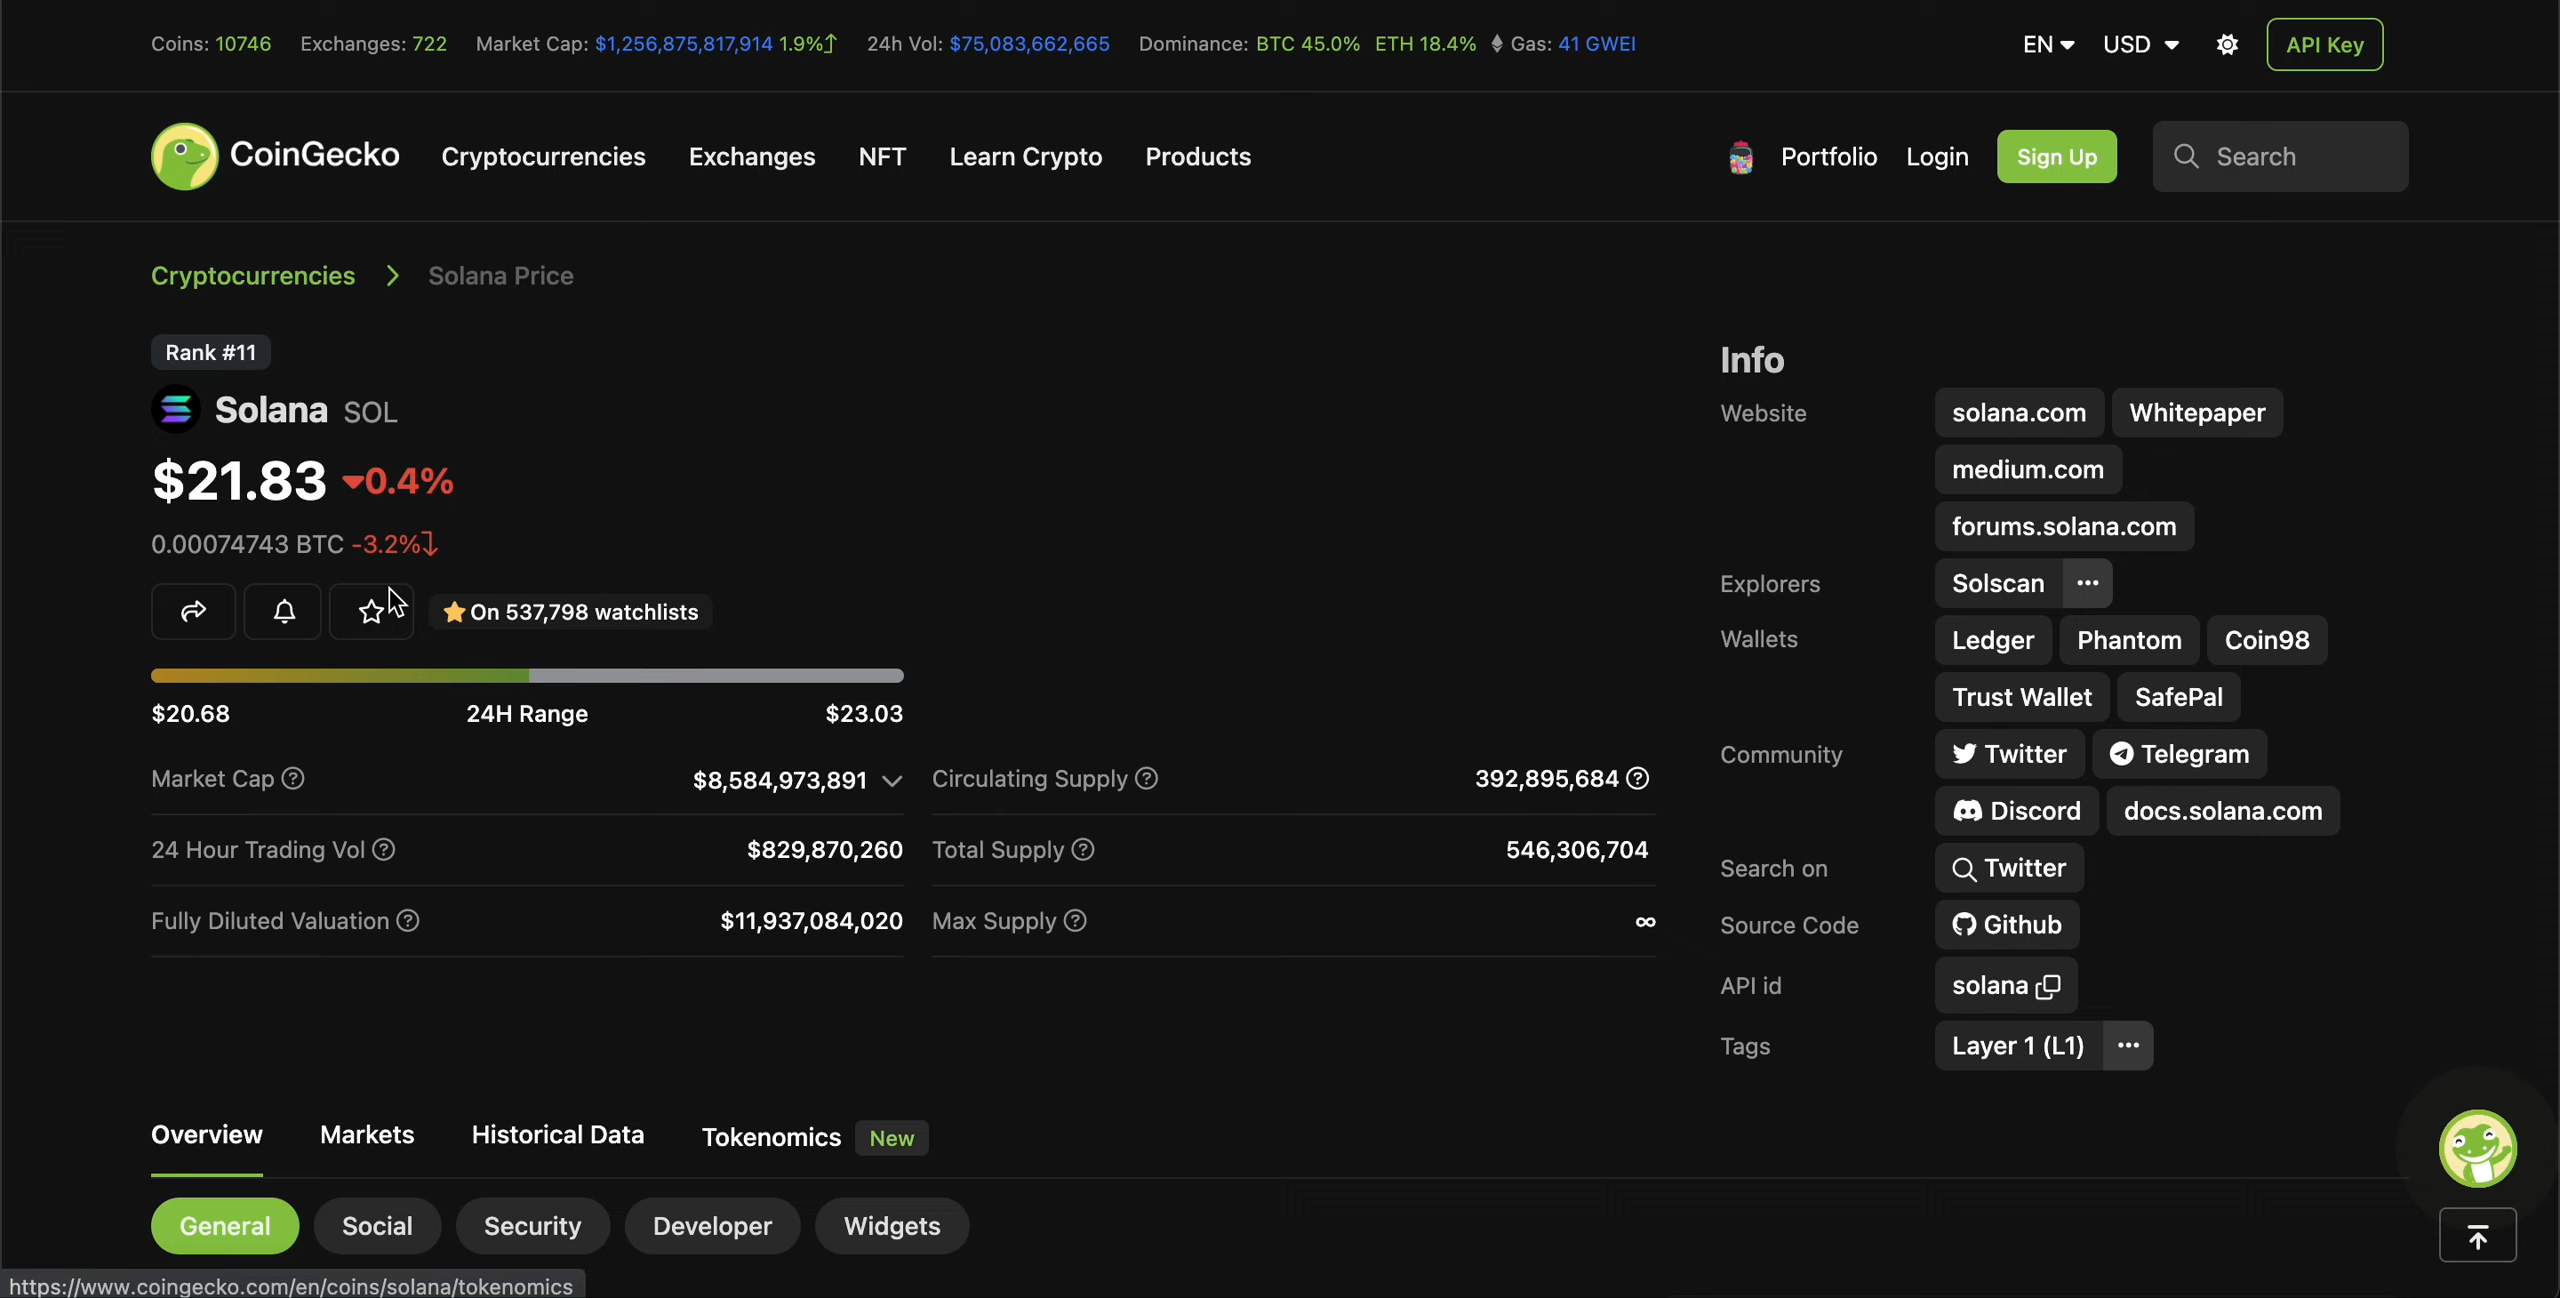 Coins: 10746 Exchanges: 722 Market Cap: $1,256,875,817,914 1.9% 24h Vol: $75,083,662,665 Dominance: BTC 45.0% ETH 18.4% Gas: 41 GWEI EN USD API Key
CoinGecko Cryptocurrencies Exchanges NFT Learn Crypto Products Portfolio Login Sign Up Search
Cryptocurrencies > Solana Price
Rank #11
Solana SOL
$21.83 0.4%
0.00074743 BTC -3.2%
On 537,798 watchlists
$20.68 24H Range $23.03
Market Cap $8,584,973,891
24 Hour Trading Vol $829,870,260
Fully Diluted Valuation $11,937,084,020
Circulating Supply 392,895,684
Total Supply 546,306,704
Max Supply ∞
Info
Website solana.com Whitepaper
medium.com
forums.solana.com
Explorers Solscan ···
Wallets Ledger Phantom Coin98
Trust Wallet SafePal
Community Twitter Telegram
Discord docs.solana.com
Search on Twitter
Source Code Github
API id solana
Tags Layer 1 (L1) ···
Overview Markets Historical Data Tokenomics New
General Social Security Developer Widgets
https://www.coingecko.com/en/coins/solana/tokenomics